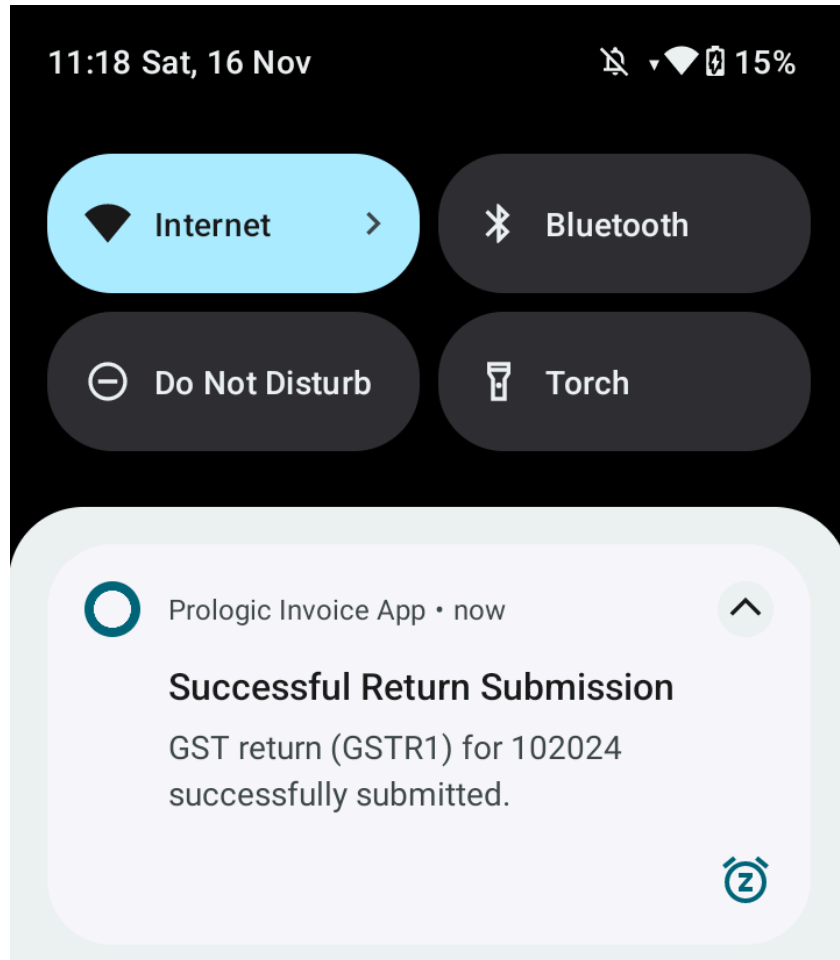 11:18 Sat, 16 Nov
15%
Internet
Bluetooth
Do Not Disturb
Torch
Prologic Invoice App • now
Successful Return Submission
GST return (GSTR1) for 102024
successfully submitted.
Z